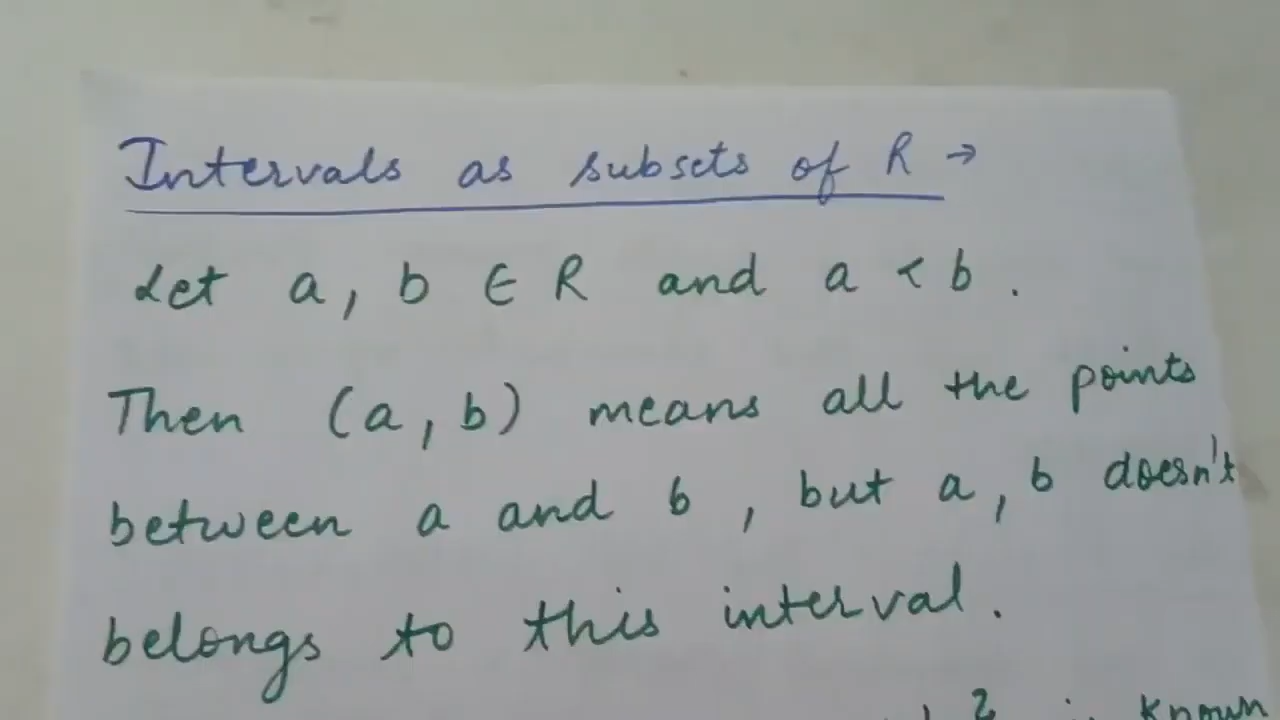 Intervals as subsets of R →
Let a, b ∈ R and a < b .
Then (a, b) means all the points
between a and b , but a, b doesn't
belongs to this interval.
known